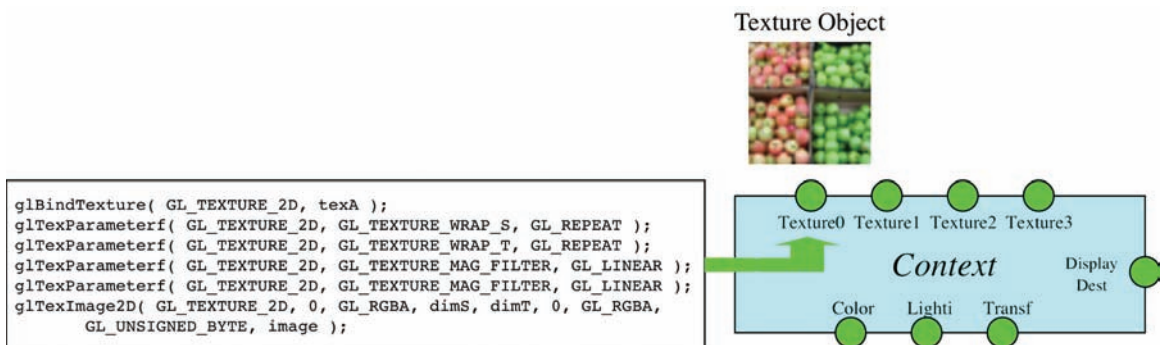 Texture Object
glBindTexture( GL_TEXTURE_2D, texA );
glTexParameterf( GL_TEXTURE_2D, GL_TEXTURE_WRAP_S, GL_REPEAT );
glTexParameterf( GL_TEXTURE_2D, GL_TEXTURE_WRAP_T, GL_REPEAT );
glTexParameterf( GL_TEXTURE_2D, GL_TEXTURE_MAG_FILTER, GL_LINEAR );
glTexParameterf( GL_TEXTURE_2D, GL_TEXTURE_MAG_FILTER, GL_LINEAR );
glTexImage2D( GL_TEXTURE_2D, 0, GL_RGBA, dimS, dimT, 0, GL_RGBA,
GL_UNSIGNED_BYTE, image );
Texture0 Texture1 Texture2 Texture3
Context
Display
Dest
Color Lighti Transf